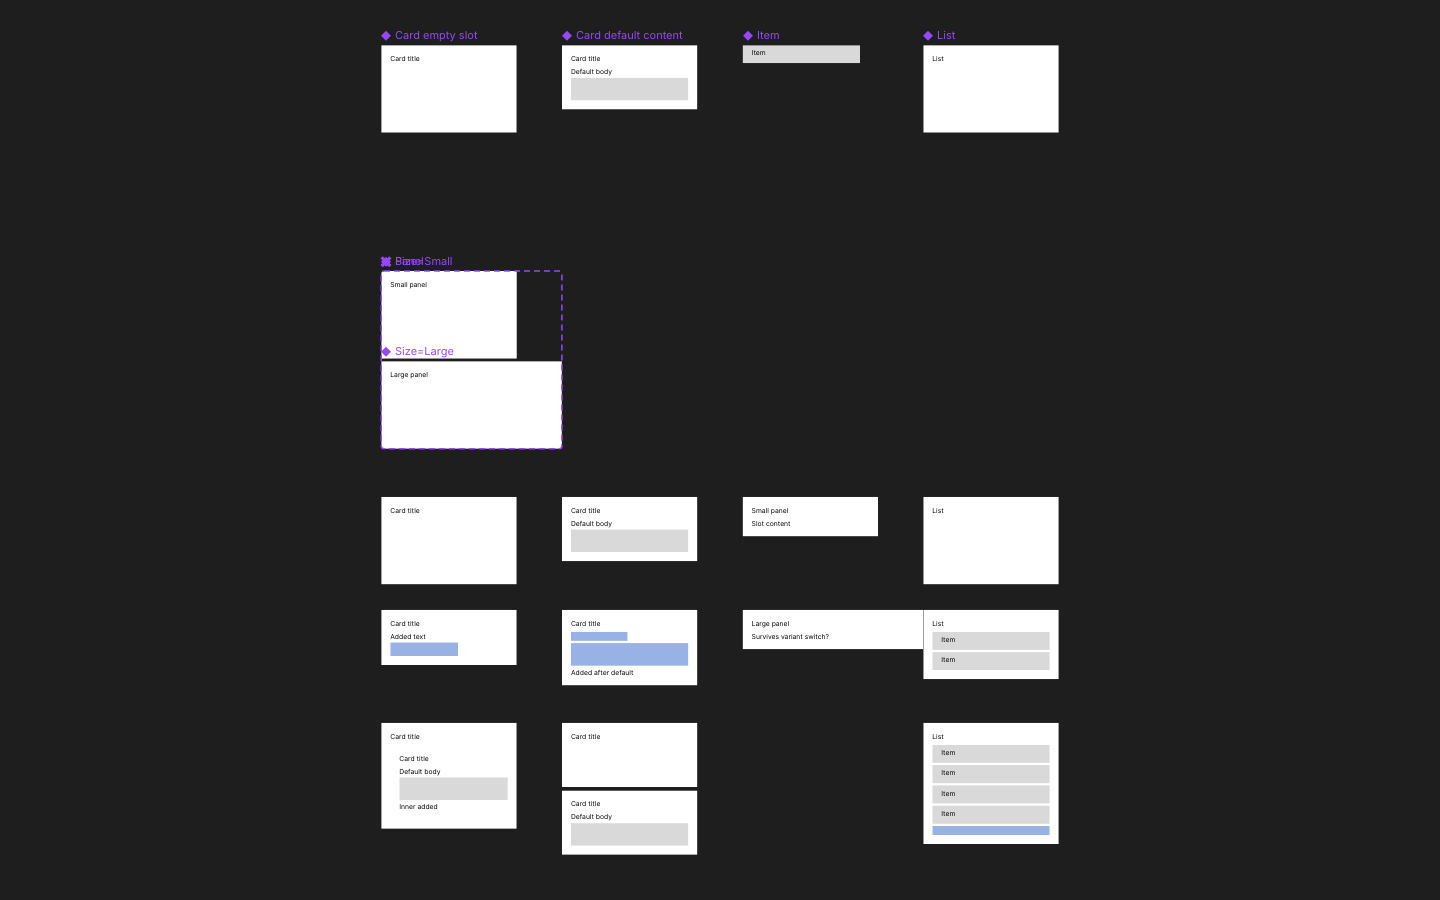 Card empty slot
Card default content
Item
List
Card title
Card title
Default body
Item
List
Size=Small
Small panel
Size=Large
Large panel
Card title
Card title
Default body
Small panel
Slot content
List
Card title
Added text
Card title
Added after default
Large panel
Survives variant switch?
List
Item
Item
Card title
Card title
Default body
Inner added
Card title
Card title
Default body
List
Item
Item
Item
Item